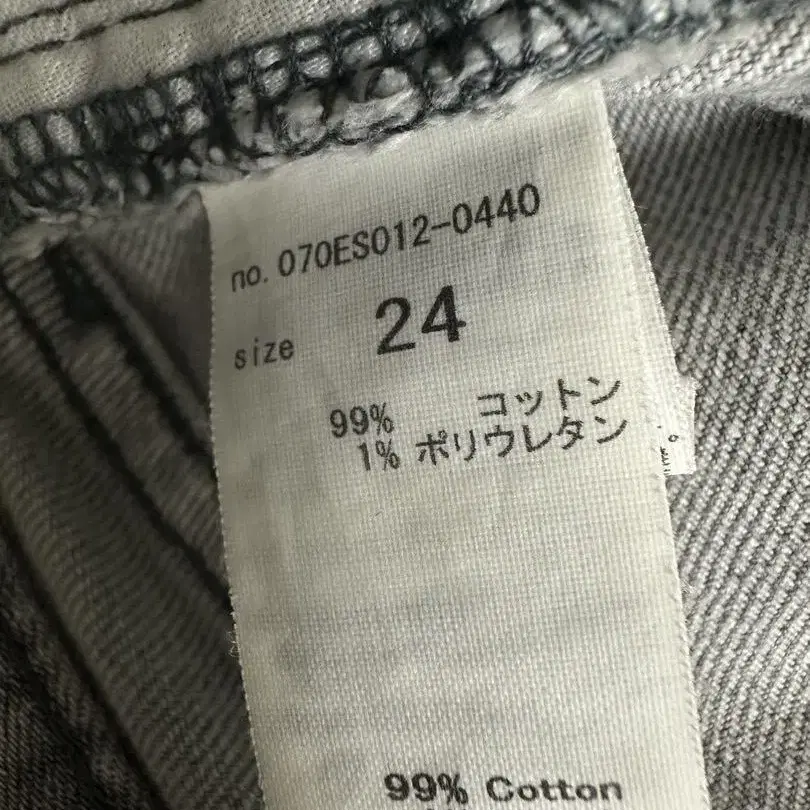 no. 070ES012-0440
size 24
99% コットン
1% ポリウレタン
99% Cotton